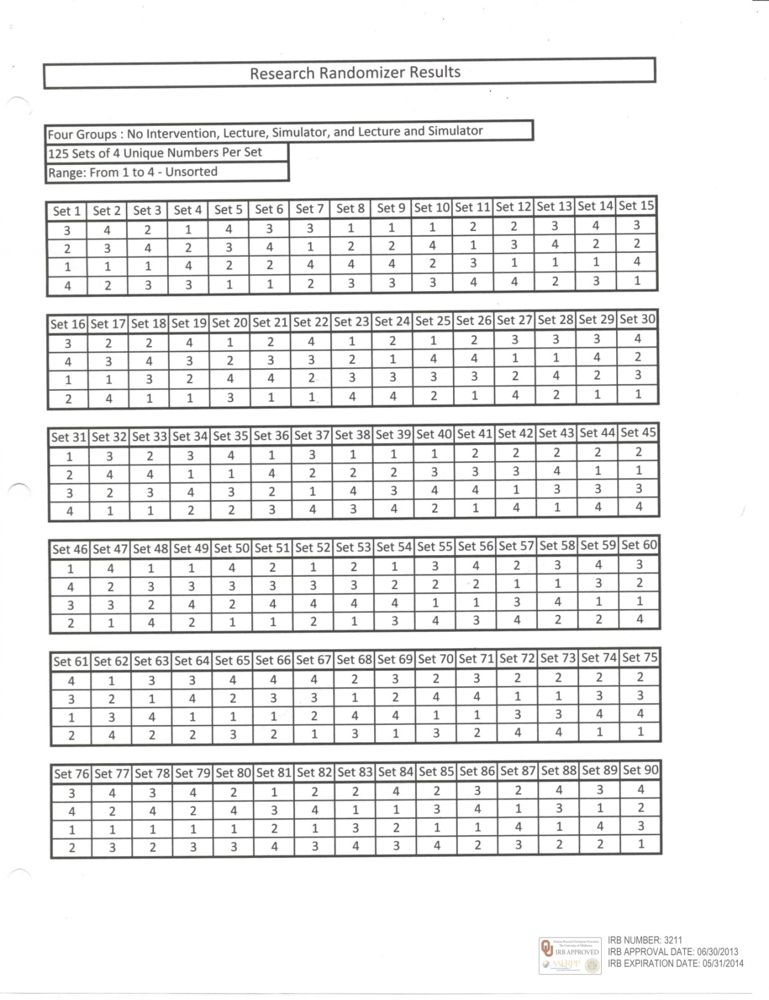 Research Randomizer Results
Four Groups : No Intervention, Lecture, Simulator, and Lecture and Simulator
125 Sets of 4 Unique Numbers Per Set
Range: From 1 to 4 - Unsorted
Set 1 Set 2 Set 3 Set 4 Set 5 Set 6 Set 7 Set 8 Set 9 Set 10 Set 11 Set 12 Set 13 Set 14 Set 15
3 4 2 1 4 3 3 1 1 1 2 2 3 4 3
2 3 4 2 3 4 1 2 2 4 1 3 4 2 2
1 1 1 4 2 2 4 4 4 2 3 1 1 1 4
4 2 3 3 1 1 2 3 3 3 4 4 2 3 1
Set 16 Set 17 Set 18 Set 19 Set 20 Set 21 Set 22 Set 23 Set 24 Set 25 Set 26 Set 27 Set 28 Set 29 Set 30
3 2 2 4 1 2 4 1 2 1 2 3 3 3 4
4 3 4 3 2 3 3 2 1 4 4 1 1 4 2
1 1 3 2 4 4 2 3 3 3 3 2 4 2 3
2 4 1 1 3 1 1 4 4 2 1 4 2 1 1
Set 31 Set 32 Set 33 Set 34 Set 35 Set 36 Set 37 Set 38 Set 39 Set 40 Set 41 Set 42 Set 43 Set 44 Set 45
1 3 2 3 4 1 3 1 1 1 2 2 2 2 2
2 4 4 1 1 4 2 2 2 3 3 3 4 1 1
3 2 3 4 3 2 1 4 3 4 4 1 3 3 3
4 1 1 2 2 3 4 3 4 2 1 4 1 4 4
Set 46 Set 47 Set 48 Set 49 Set 50 Set 51 Set 52 Set 53 Set 54 Set 55 Set 56 Set 57 Set 58 Set 59 Set 60
1 4 1 1 4 2 1 2 1 3 4 2 3 4 3
4 2 3 3 3 3 3 3 2 2 2 1 1 3 2
3 3 2 4 2 4 4 4 4 1 1 3 4 1 1
2 1 4 2 1 1 2 1 3 4 3 4 2 2 4
Set 61 Set 62 Set 63 Set 64 Set 65 Set 66 Set 67 Set 68 Set 69 Set 70 Set 71 Set 72 Set 73 Set 74 Set 75
4 1 3 3 4 4 4 2 3 2 3 2 2 2 2
3 2 1 4 2 3 3 1 2 4 4 1 1 3 3
1 3 4 1 1 1 2 4 4 1 1 3 3 4 4
2 4 2 2 3 2 1 3 1 3 2 4 4 1 1
Set 76 Set 77 Set 78 Set 79 Set 80 Set 81 Set 82 Set 83 Set 84 Set 85 Set 86 Set 87 Set 88 Set 89 Set 90
3 4 3 4 2 1 2 2 4 2 3 2 4 3 4
4 2 4 2 4 3 4 1 1 3 4 1 3 1 2
1 1 1 1 1 2 1 3 2 1 1 4 1 4 3
2 3 2 3 3 4 3 4 3 4 2 3 2 2 1
Human Research Participant Protection
The University of Oklahoma
IRB APPROVED
AAHRPP
IRB NUMBER: 3211
IRB APPROVAL DATE: 06/30/2013
IRB EXPIRATION DATE: 05/31/2014